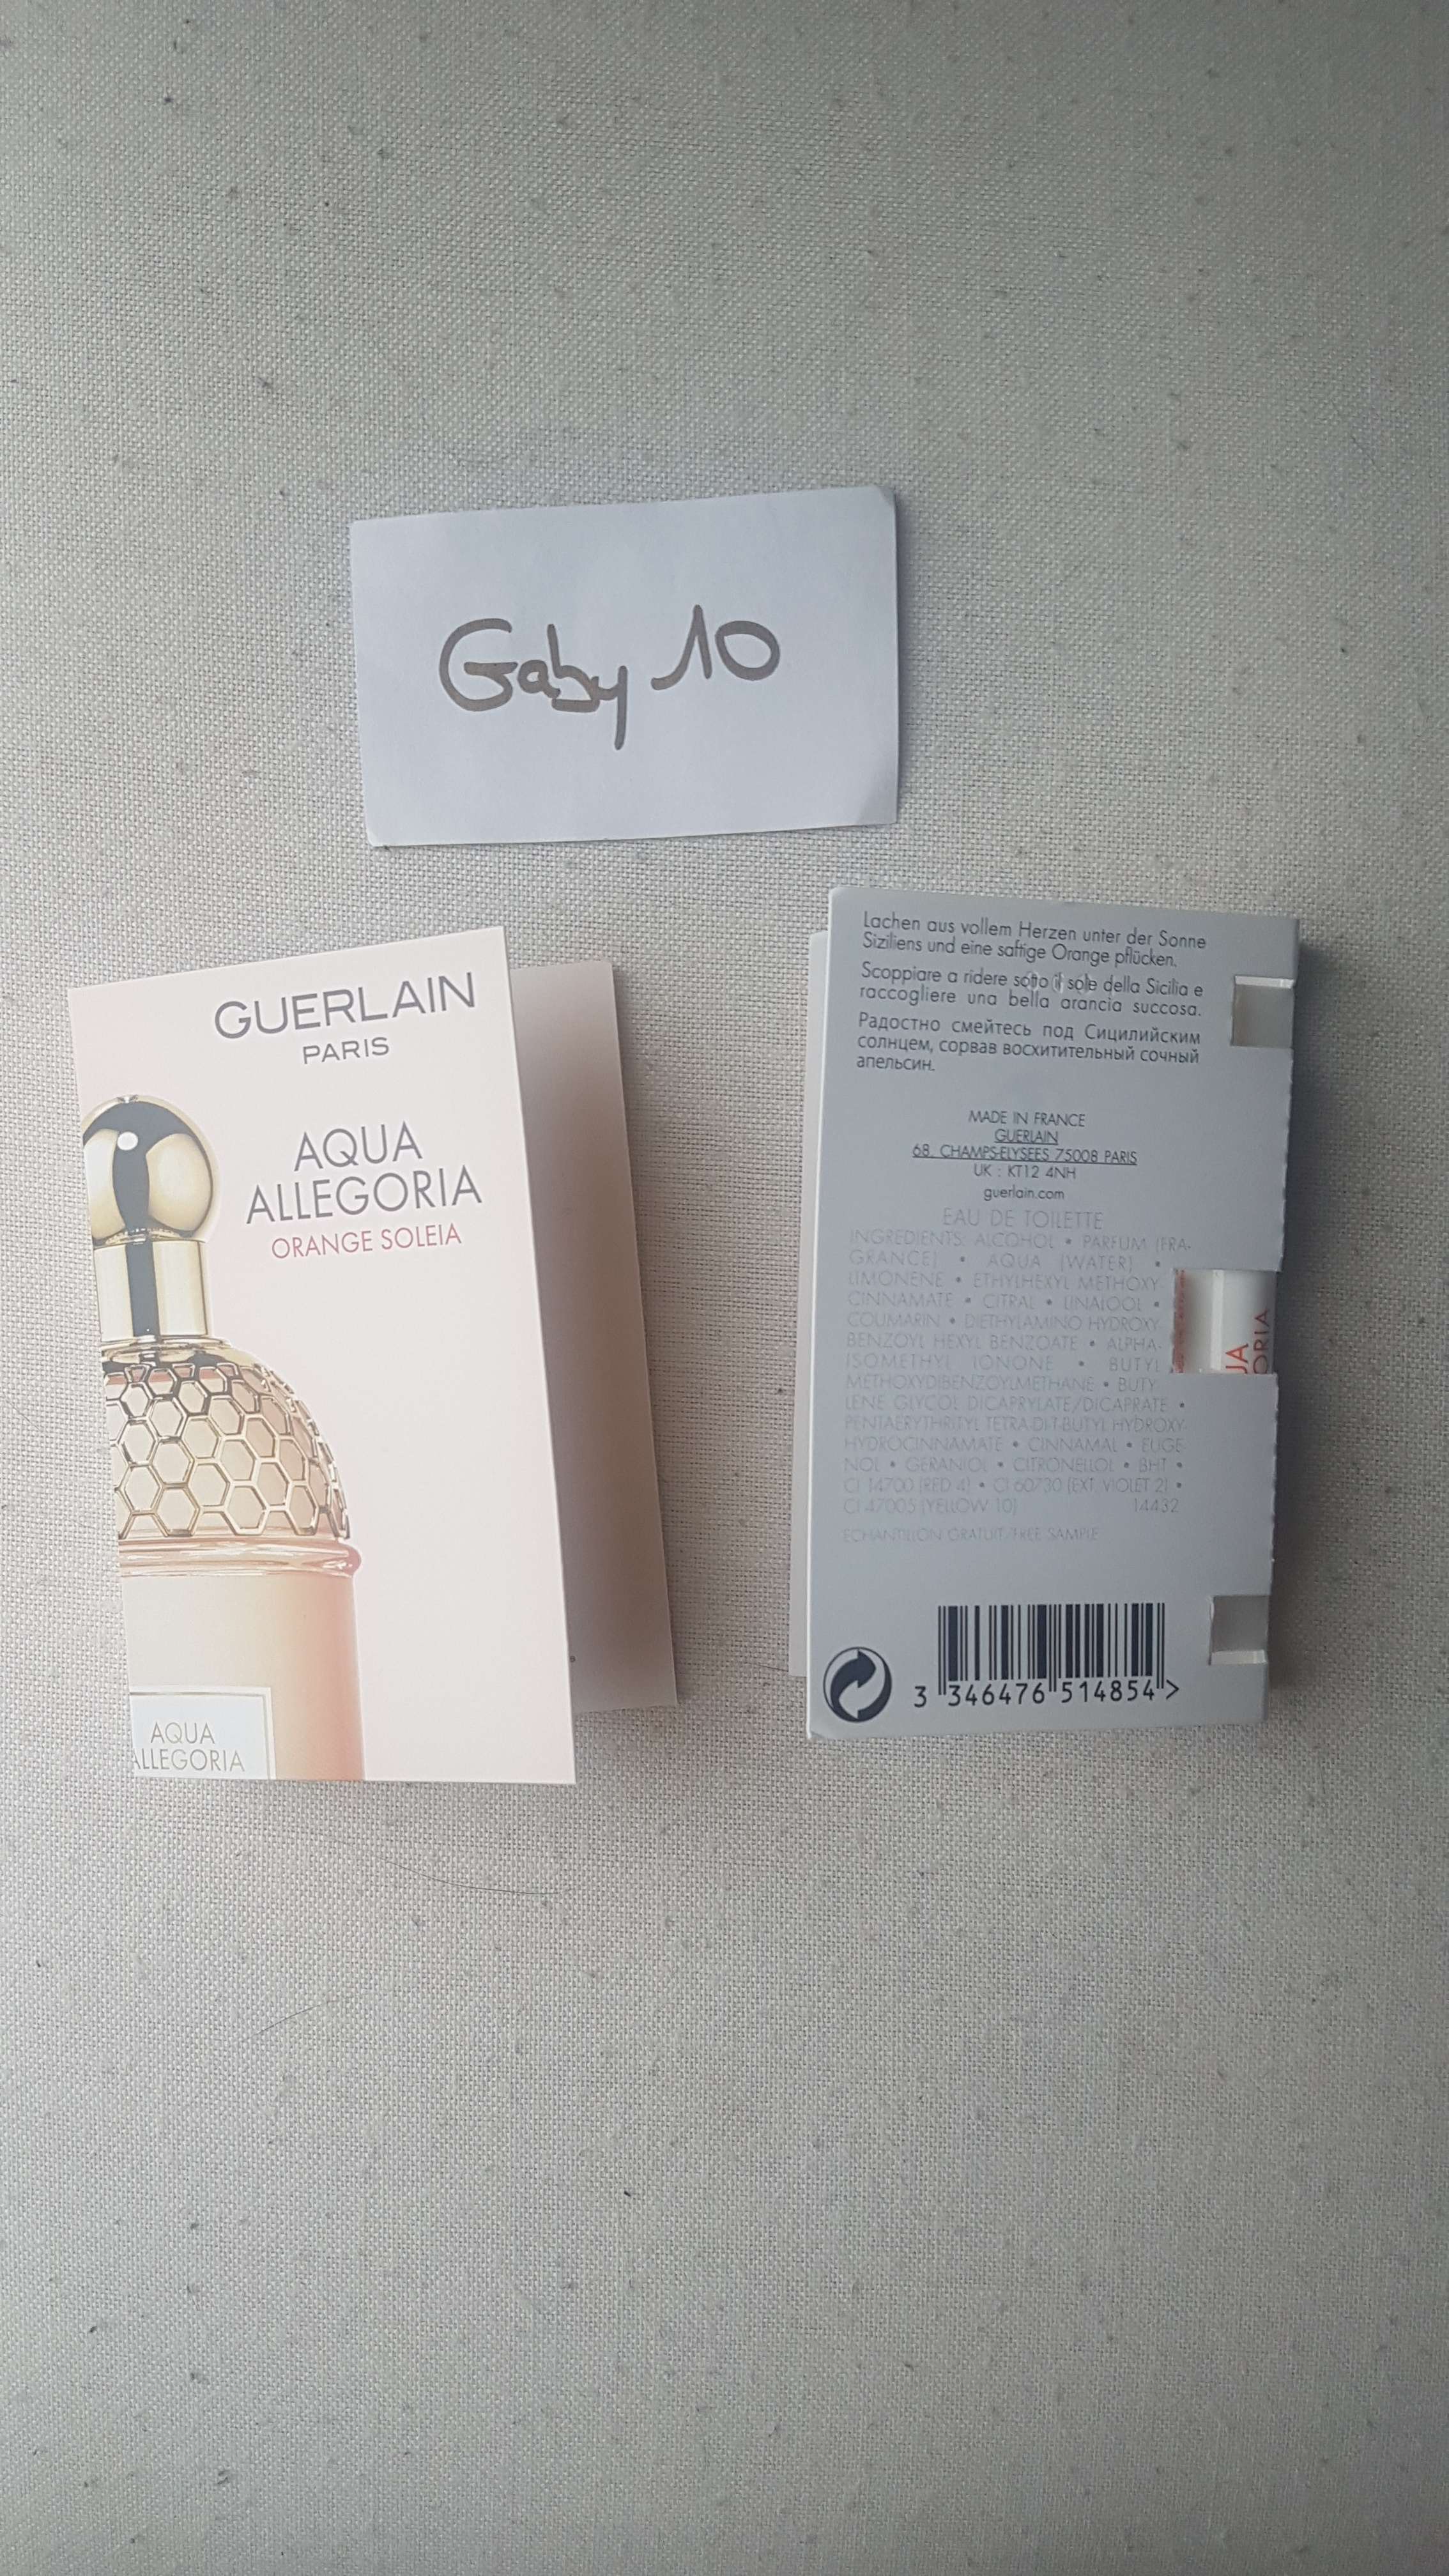 Gaby 10
GUERLAIN
PARIS
AQUA
ALLEGORIA
ORANGE SOLEIA
AQUA
ALLEGORIA
Lachen aus vollem Herzen unter der Sonne
Siziliens und eine saftige Orange pflücken.
Scoppiare a ridere sotto il sole della Sicilia e
raccogliere una bella arancia succosa.
Радостно смейтесь под Сицилийским
солнцем, сорвав восхитительный сочный
апельсин.
MADE IN FRANCE
GUERLAIN
68, CHAMPS-ELYSEES 75008 PARIS
UK : KT12 4NH
guerlain.com
EAU DE TOILETTE
INGREDIENTS: ALCOHOL • PARFUM (FRA-
GRANCE) • AQUA (WATER) •
LIMONENE • ETHYLHEXYL METHOXY-
CINNAMATE • CITRAL • LINALOOL •
COUMARIN • DIETHYLAMINO HYDROXY-
BENZOYL HEXYL BENZOATE • ALPHA-
ISOMETHYL IONONE • BUTYL
METHOXYDIBENZOYLMETHANE • BUTY-
LENE GLYCOL DICAPRYLATE/DICAPRATE •
PENTAERYTHRITYL TETRA-DI-T-BUTYL HYDROXY-
HYDROCINNAMATE • CINNAMAL • EUGE-
NOL • GERANIOL • CITRONELLOL • BHT •
CI 14700 (RED 4) • CI 60730 (EXT. VIOLET 2) •
CI 47005 (YELLOW 10) 14432
ECHANTILLON GRATUIT/FREE SAMPLE
UA
ORIA
3 346476 514854 >